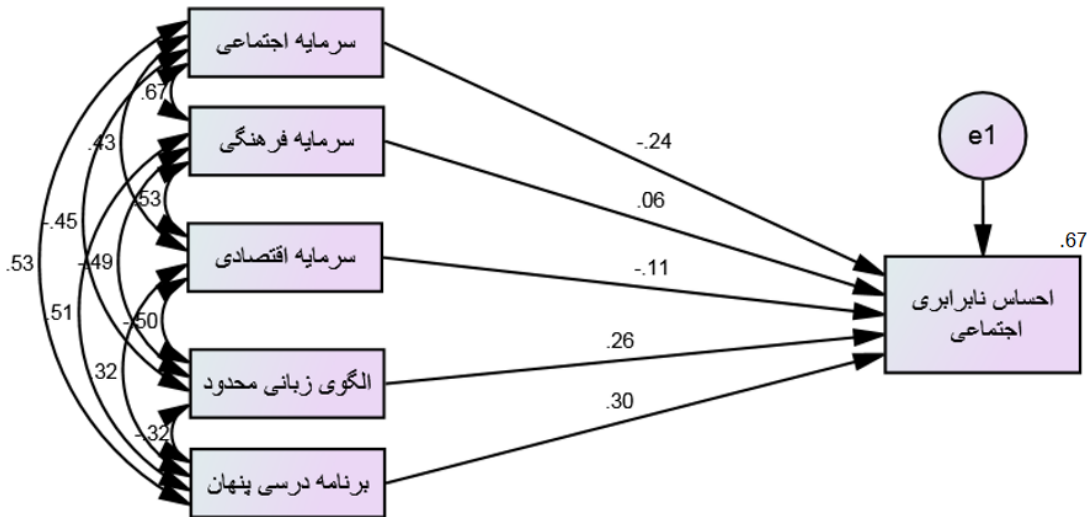 سرمایه اجتماعی
.67
سرمایه فرهنگی
.43
-.24
e1
.53
.06
-.45
سرمایه اقتصادی
.67
.53
-.49
-.11
احساس نابرابری
اجتماعی
.51
-.50
.26
.32
الگوی زبانی محدود
.30
-.32
برنامه درسی پنهان